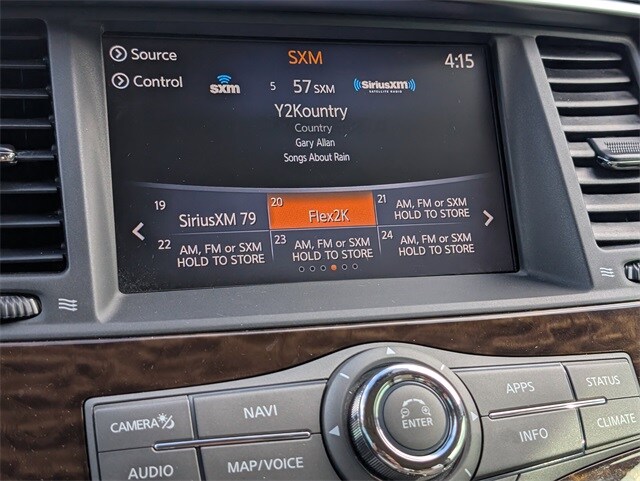 Source
SXM
4:15
Control
sxm
5 57 SXM
SiriusXM
SATELLITE RADIO
Y2Kountry
Country
Gary Allan
Songs About Rain
19 SiriusXM 79
20 Flex2K
21 AM, FM or SXM
HOLD TO STORE
22 AM, FM or SXM
HOLD TO STORE
23 AM, FM or SXM
HOLD TO STORE
24 AM, FM or SXM
HOLD TO STORE
CAMERA
NAVI
ENTER
APPS
STATUS
AUDIO
MAP/VOICE
INFO
CLIMATE